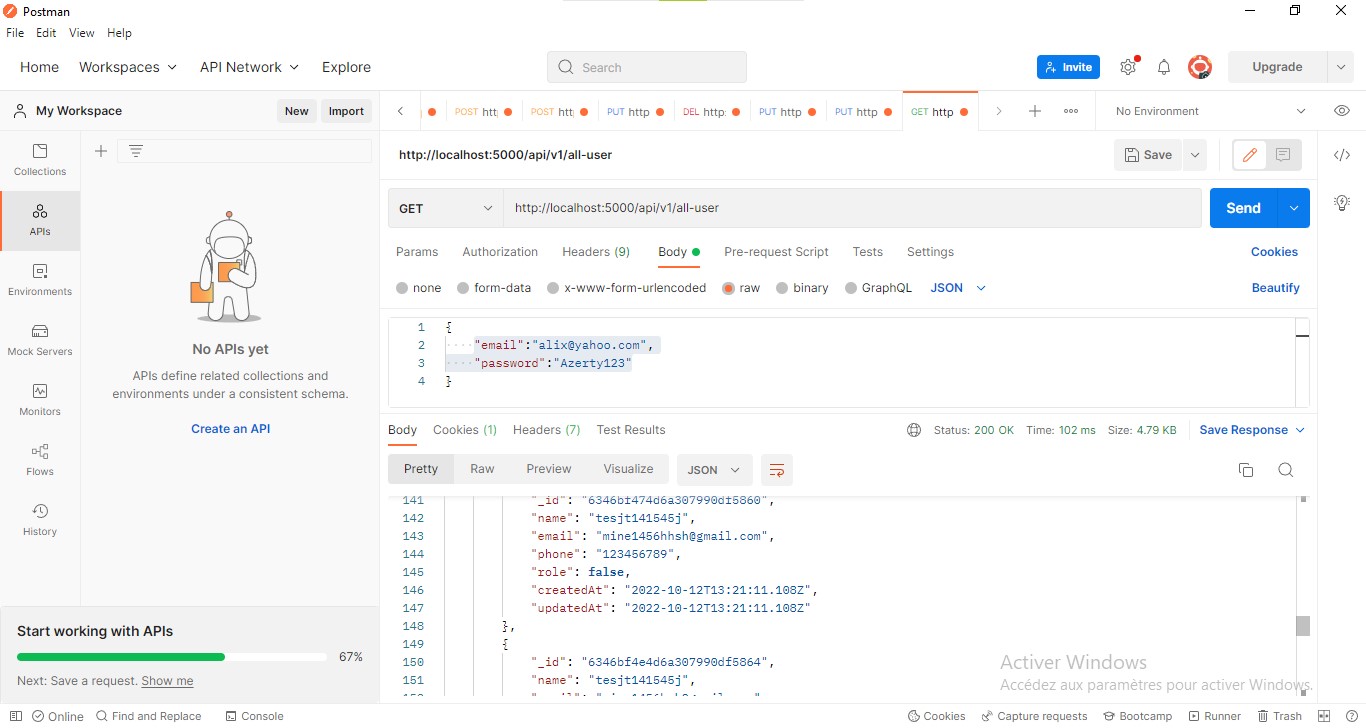 Postman
File Edit View Help
Home Workspaces API Network Explore
Search
Invite
Upgrade
My Workspace
New Import
POST htt POST htt PUT http DEL http: PUT http PUT http GET http
No Environment
Collections
APIs
Environments
Mock Servers
Monitors
Flows
History
No APIs yet
APIs define related collections and
environments under a consistent schema.
Create an API
Start working with APIs
67%
Next: Save a request. Show me
http://localhost:5000/api/v1/all-user
Save
GET http://localhost:5000/api/v1/all-user
Send
Params Authorization Headers (9) Body Pre-request Script Tests Settings
Cookies
none form-data x-www-form-urlencoded raw binary GraphQL JSON
Beautify
1 {
2 "email":"alix@yahoo.com",
3 "password":"Azerty123"
4 }
Body Cookies (1) Headers (7) Test Results
Status: 200 OK Time: 102 ms Size: 4.79 KB
Save Response
Pretty Raw Preview Visualize JSON
141 "_id": "6346bf474d6a307990df5860",
142 "name": "tesjt141545j",
143 "email": "mine1456hhsh@gmail.com",
144 "phone": "123456789",
145 "role": false,
146 "createdAt": "2022-10-12T13:21:11.108Z",
147 "updatedAt": "2022-10-12T13:21:11.108Z"
148 },
149 {
150 "_id": "6346bf4e4d6a307990df5864",
151 "name": "tesjt141545j",
Activer Windows
Accédez aux paramètres pour activer Windows.
Online Find and Replace Console
Cookies Capture requests Bootcamp Runner Trash